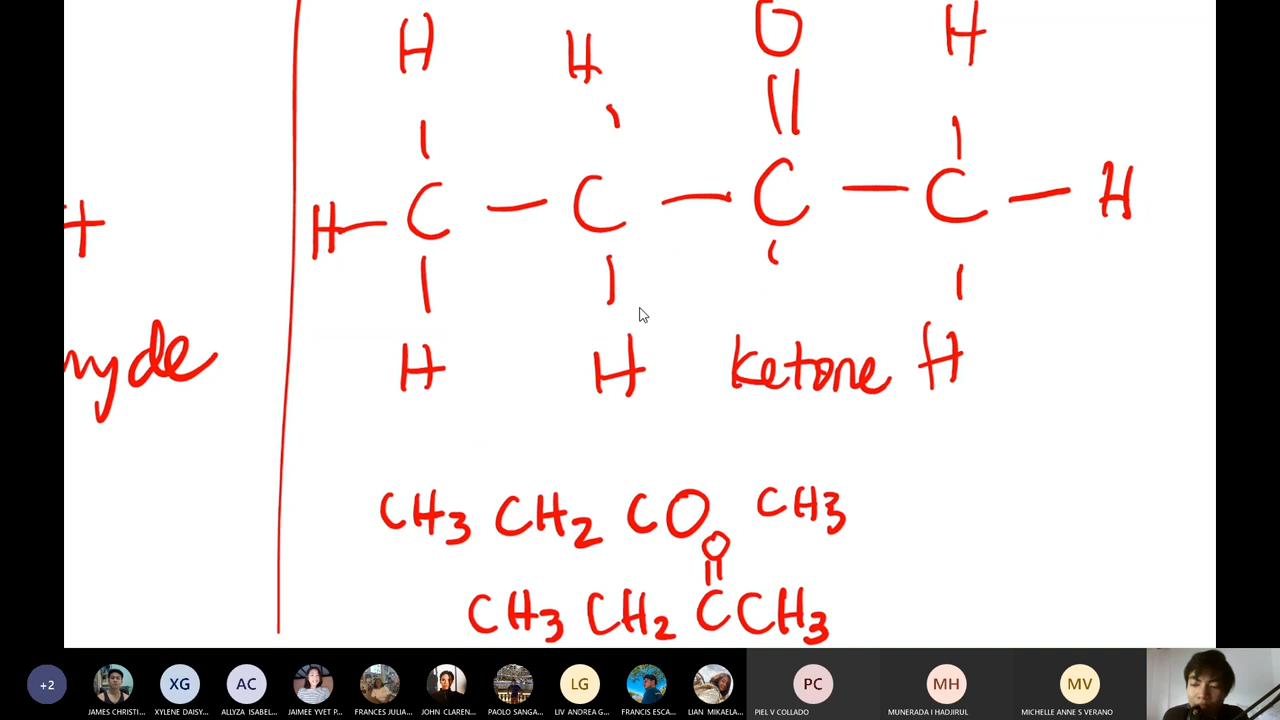 H H O H
H C C C C H
+
hyde
H H ketone H
CH3 CH2 CO CH3
O
CH3 CH2 C CH3
+2 XG AC LG PC MH MV
JAMES CHRISTI... XYLENE DAISY... ALLYZA ISABEL... JAIMEE YVET P... FRANCES JULIA... JOHN CLAREN... PAOLO SANGA... LIV ANDREA G... FRANCIS ESCA... LIAN MIKAELA... PIEL V COLLADO MUNERADA I HADJIRUL MICHELLE ANNE S VERANO